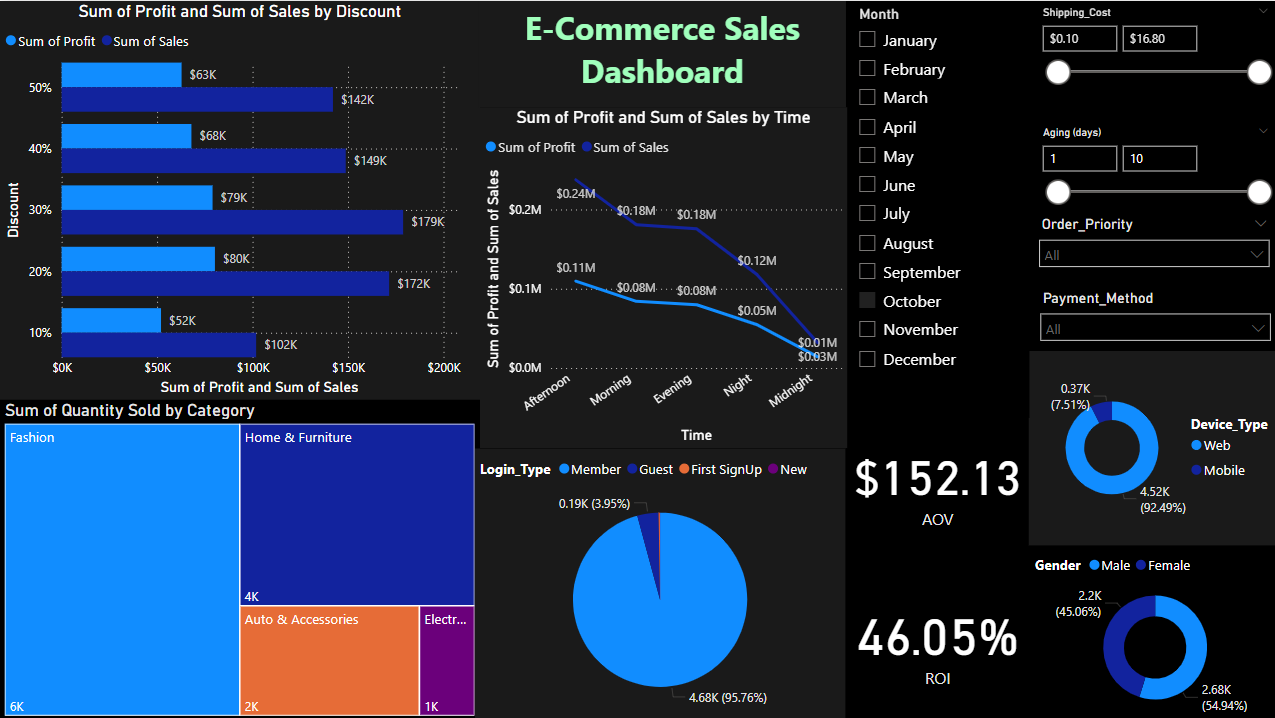 Sum of Profit and Sum of Sales by Discount
Sum of Profit Sum of Sales
Discount
50%
$63K
$142K
40%
$68K
$149K
30%
$79K
$179K
20%
$80K
$172K
10%
$52K
$102K
$0K $50K $100K $150K $200K
Sum of Profit and Sum of Sales
Sum of Quantity Sold by Category
Fashion
6K
Home & Furniture
4K
Auto & Accessories
2K
Electr...
1K
E-Commerce Sales
Dashboard
Sum of Profit and Sum of Sales by Time
Sum of Profit Sum of Sales
Sum of Profit and Sum of Sales
$0.2M
$0.1M
$0.0M
$0.24M
$0.18M
$0.18M
$0.12M
$0.11M
$0.08M
$0.08M
$0.05M
$0.01M
$0.03M
Afternoon Morning Evening Night Midnight
Time
Login_Type Member Guest First SignUp New
0.19K (3.95%)
4.68K (95.76%)
Month
January
February
March
April
May
June
July
August
September
October
November
December
$152.13
AOV
46.05%
ROI
Shipping_Cost
$0.10 $16.80
Aging (days)
1 10
Order_Priority
All
Payment_Method
All
0.37K
(7.51%)
4.52K
(92.49%)
Device_Type
Web
Mobile
Gender Male Female
2.2K
(45.06%)
2.68K
(54.94%)